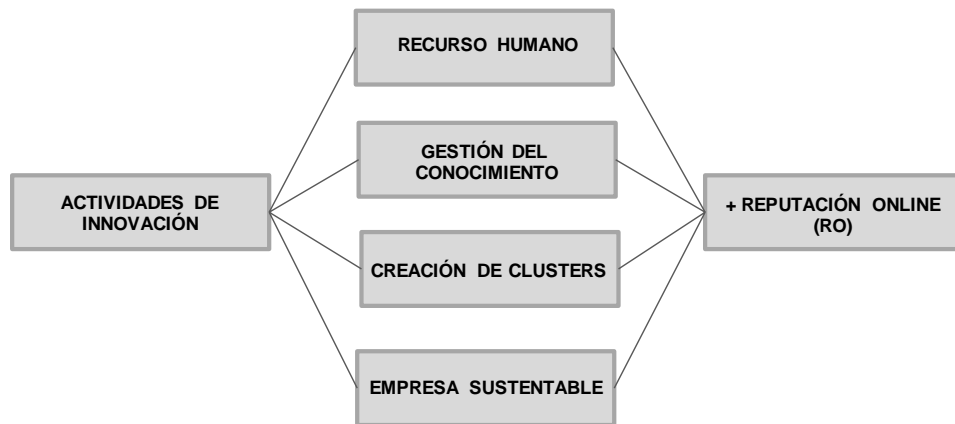 RECURSO HUMANO
GESTIÓN DEL
CONOCIMIENTO
ACTIVIDADES DE
INNOVACIÓN
+ REPUTACIÓN ONLINE
(RO)
CREACIÓN DE CLUSTERS
EMPRESA SUSTENTABLE